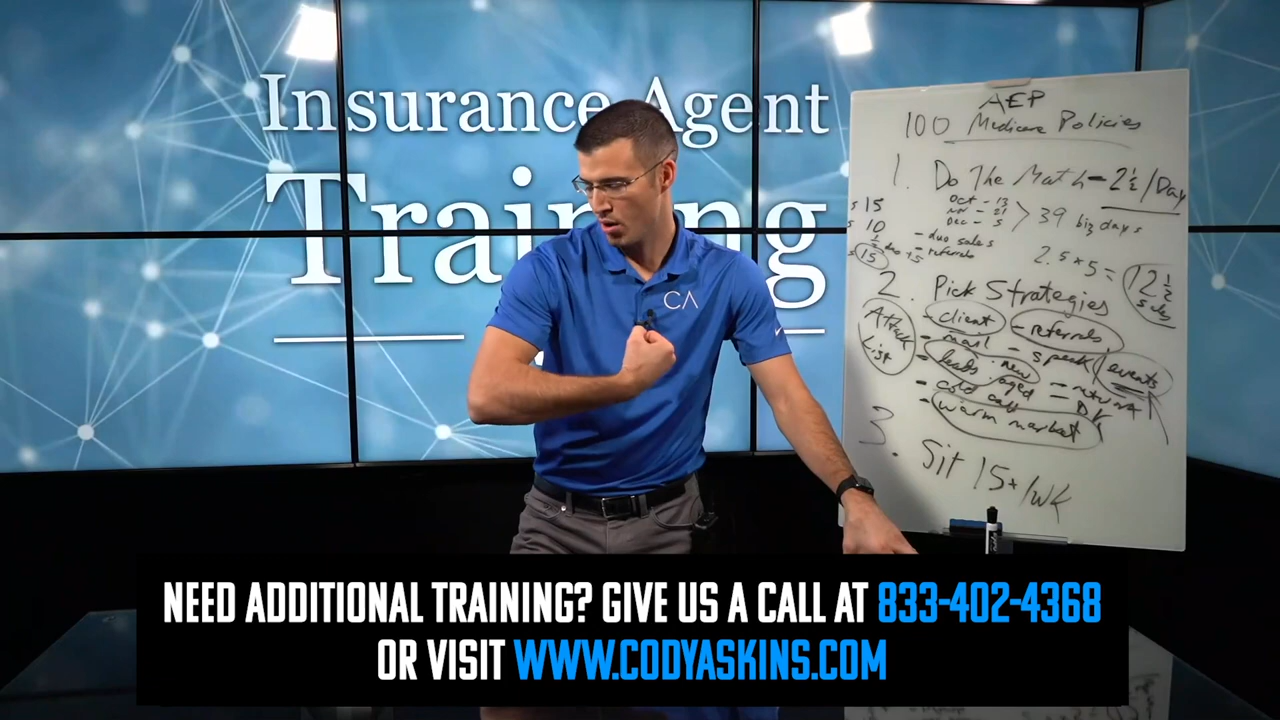 Insurance Agent
Training
CA
AEP
100 Medicare Policies
1. Do The Math - 2½/Day
Oct - 13
Nov - 21
Dec - 5
> 39 biz days
15
10
- duo sales
- referrals
15
2.5 x 5 = 12½
sales
2. Pick Strategies
Attack
List
- client
- referrals
- mail
- speak
events
- leads
new
aged
- cold call
- warm market
3. Sit 15+/wk
NEED ADDITIONAL TRAINING? GIVE US A CALL AT 833-402-4368
OR VISIT WWW.CODYASKINS.COM